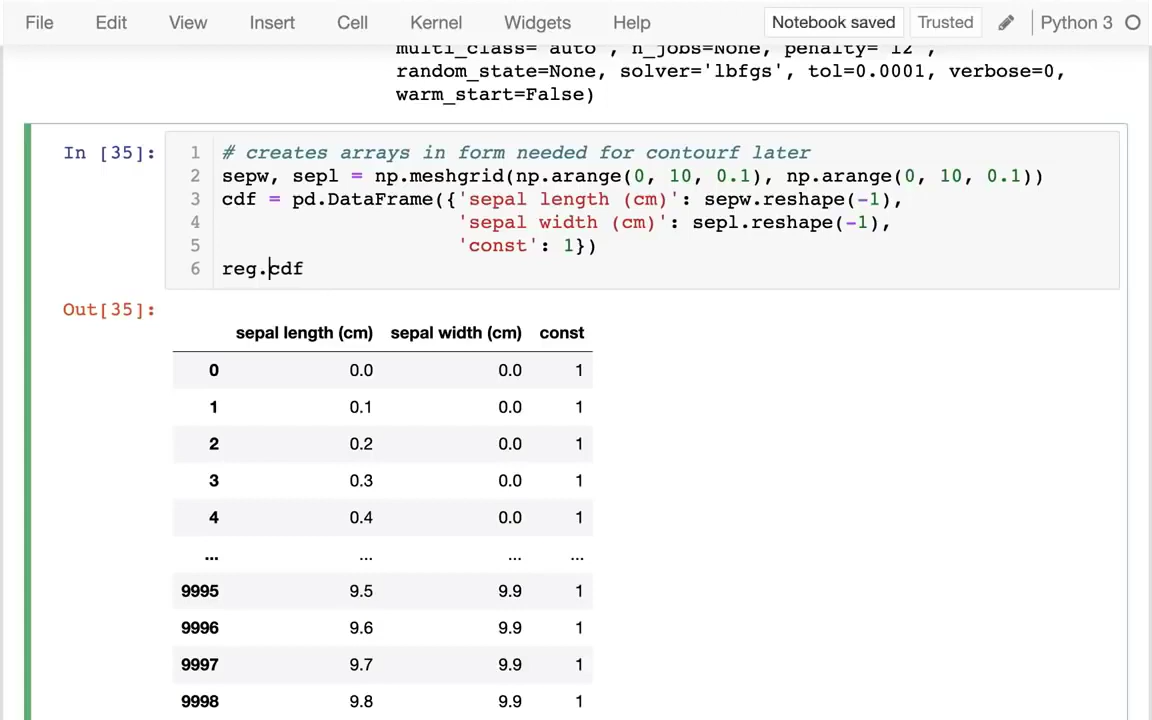 File Edit View Insert Cell Kernel Widgets Help Notebook saved Trusted Python 3
multi_class='auto', n_jobs=None, penalty='l2',
random_state=None, solver='lbfgs', tol=0.0001, verbose=0,
warm_start=False)
In [35]: 1 # creates arrays in form needed for contourf later
2 sepw, sepl = np.meshgrid(np.arange(0, 10, 0.1), np.arange(0, 10, 0.1))
3 cdf = pd.DataFrame({'sepal length (cm)': sepw.reshape(-1),
4 'sepal width (cm)': sepl.reshape(-1),
5 'const': 1})
6 reg.cdf
Out[35]:
sepal length (cm) sepal width (cm) const
0 0.0 0.0 1
1 0.1 0.0 1
2 0.2 0.0 1
3 0.3 0.0 1
4 0.4 0.0 1
... ... ... ...
9995 9.5 9.9 1
9996 9.6 9.9 1
9997 9.7 9.9 1
9998 9.8 9.9 1